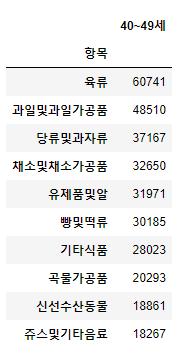 40~49세
항목
육류 60741
과일및과일가공품 48510
당류및과자류 37167
채소및채소가공품 32650
유제품및알 31971
빵및떡류 30185
기타식품 28023
곡물가공품 20293
신선수산동물 18861
쥬스및기타음료 18267